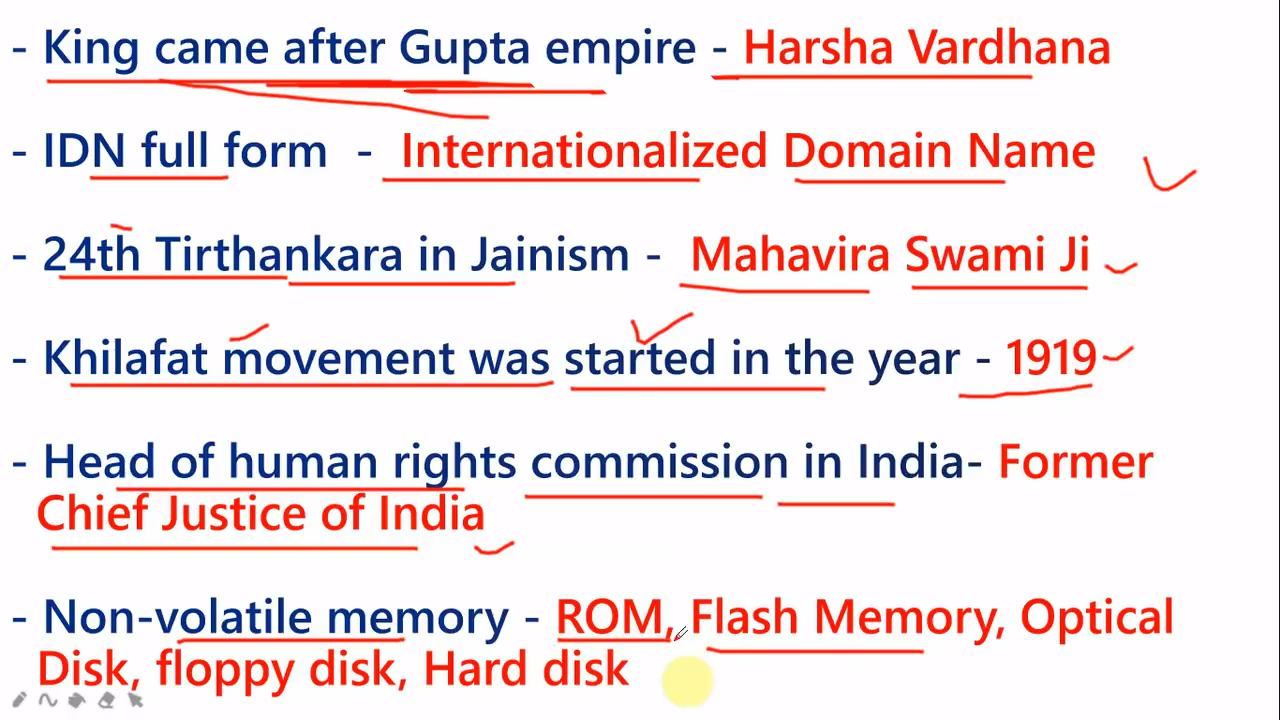 - King came after Gupta empire - Harsha Vardhana
- IDN full form - Internationalized Domain Name
- 24th Tirthankara in Jainism - Mahavira Swami Ji
- Khilafat movement was started in the year - 1919
- Head of human rights commission in India- Former
Chief Justice of India
- Non-volatile memory - ROM, Flash Memory, Optical
Disk, floppy disk, Hard disk